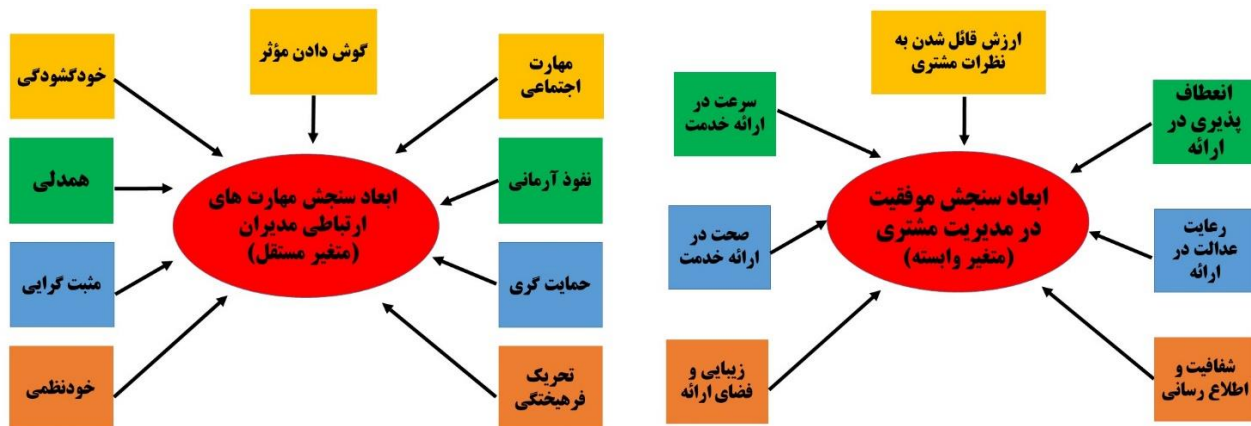 گوش دادن مؤثر
مهارت
اجتماعی
خودگشودگی
نفوذ آرمانی
همدلی
ابعاد سنجش مهارت های
ارتباطی مدیران
(متغیر مستقل)
حمایت گری
مثبت گرایی
تحریک
فرهیختگی
خودنظمی
ارزش قائل شدن به
نظرات مشتری
انعطاف
پذیری در
ارائه
سرعت در
ارائه خدمت
ابعاد سنجش موفقیت
در مدیریت مشتری
(متغیر وابسته)
رعایت
عدالت در
ارائه
صحت در
ارائه خدمت
شفافیت و
اطلاع رسانی
زیبایی و
فضای ارائه